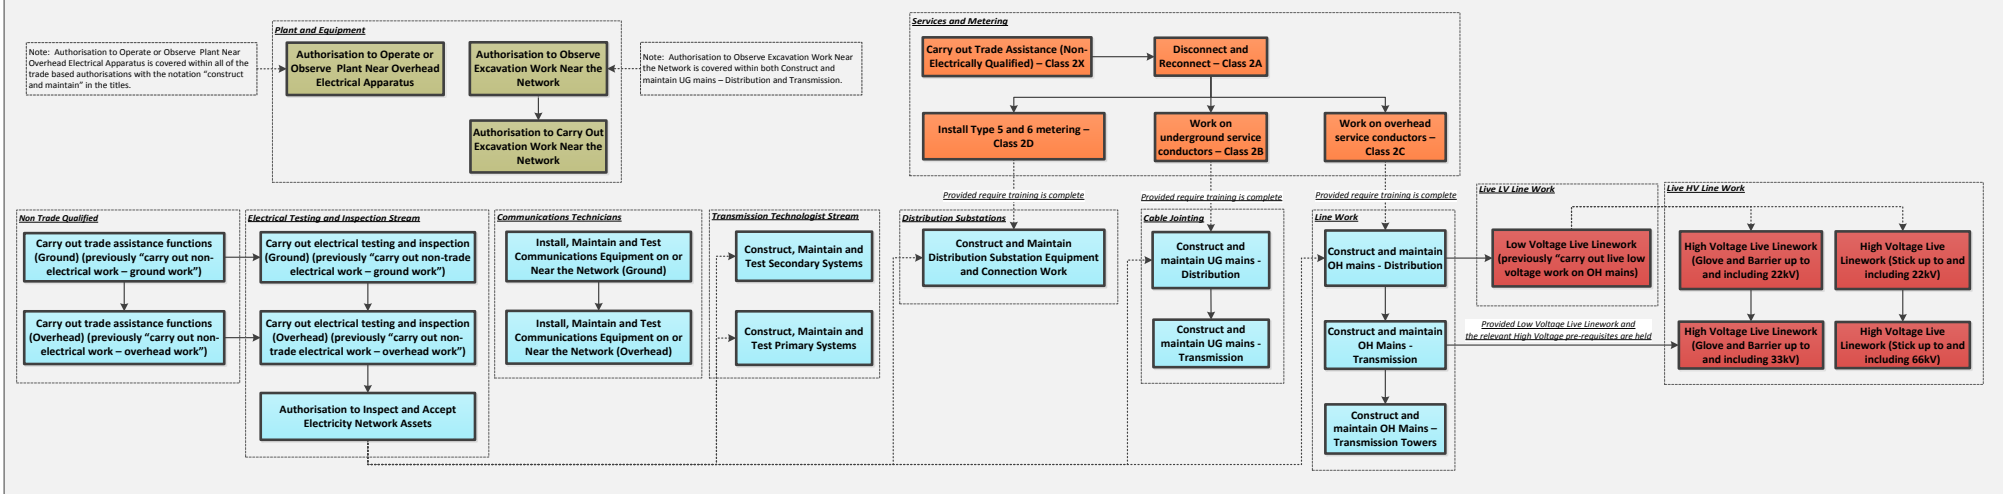 Plant and Equipment
Note:  Authorisation to Operate or Observe  Plant Near
Overhead Electrical Apparatus is covered within all of the
trade based authorisations with the notation “construct
and maintain” in the titles.
Authorisation to Operate or
Observe  Plant Near Overhead
Electrical Apparatus
Authorisation to Observe
Excavation Work Near the
Network
Note:  Authorisation to Observe Excavation Work Near
the Network is covered within both Construct and
maintain UG mains – Distribution and Transmission.
Authorisation to Carry Out
Excavation Work Near the
Network
Services and Metering
Carry out Trade Assistance (Non-
Electrically Qualified) – Class 2X
Disconnect and
Reconnect – Class 2A
Install Type 5 and 6 metering –
Class 2D
Work on
underground service
conductors – Class 2B
Work on overhead
service conductors –
Class 2C
Provided require training is complete
Provided require training is complete
Provided require training is complete
Non Trade Qualified
Carry out trade assistance functions
(Ground) (previously “carry out non-
electrical work – ground work”)
Carry out trade assistance functions
(Overhead) (previously “carry out non-
electrical work – overhead work”)
Electrical Testing and Inspection Stream
Carry out electrical testing and inspection
(Ground) (previously “carry out non-trade
electrical work – ground work”)
Carry out electrical testing and inspection
(Overhead) (previously “carry out non-
trade electrical work – overhead work”)
Authorisation to Inspect and Accept
Electricity Network Assets
Communications Technicians
Install, Maintain and Test
Communications Equipment on or
Near the Network (Ground)
Install, Maintain and Test
Communications Equipment on or
Near the Network (Overhead)
Transmission Technologist Stream
Construct, Maintain and
Test Secondary Systems
Construct, Maintain and
Test Primary Systems
Distribution Substations
Construct and Maintain
Distribution Substation Equipment
and Connection Work
Cable Jointing
Construct and
maintain UG mains -
Distribution
Construct and
maintain UG mains -
Transmission
Line Work
Construct and maintain
OH mains - Distribution
Construct and maintain
OH Mains -
Transmission
Construct and
maintain OH Mains –
Transmission Towers
Live LV Line Work
Low Voltage Live Linework
(previously “carry out live low
voltage work on OH mains)
Provided Low Voltage Live Linework and
the relevant High Voltage pre-requisites are held
Live HV Line Work
High Voltage Live Linework
(Glove and Barrier up to
and including 22kV)
High Voltage Live
Linework (Stick up to and
including 22kV)
High Voltage Live Linework
(Glove and Barrier up to
and including 33kV)
High Voltage Live
Linework (Stick up to and
including 66kV)